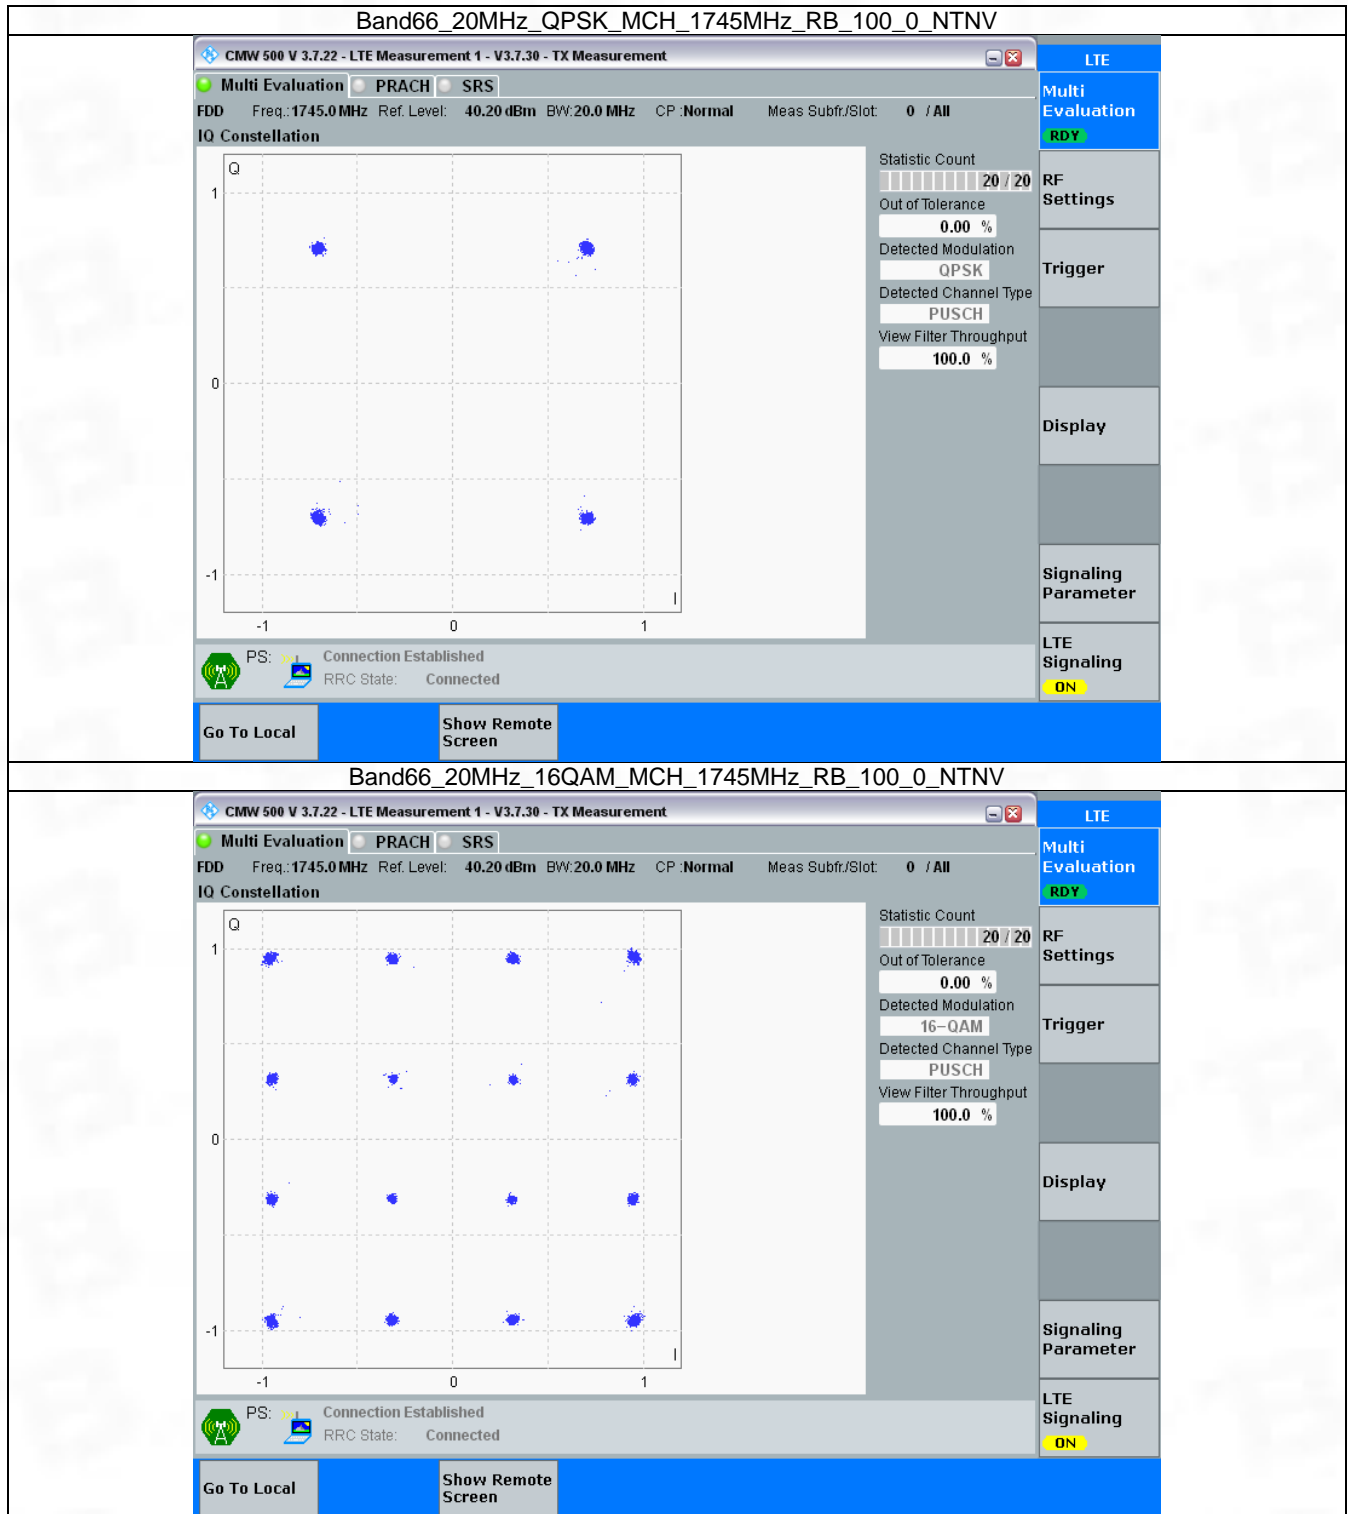 Band66_20MHz_QPSK_MCH_1745MHz_RB_100_0_NTNV
CMW 500 V 3.7.22 - LTE Measurement 1 - V3.7.30 - TX Measurement
LTE
Multi Evaluation PRACH SRS
Multi
Evaluation
RDY
FDD Freq.:1745.0 MHz Ref. Level: 40.20 dBm BW:20.0 MHz CP :Normal Meas Subfr./Slot: 0 / All
IQ Constellation
Q
1
0
-1
-1 0 1
I
Statistic Count
20 / 20
Out of Tolerance
0.00 %
Detected Modulation
QPSK
Detected Channel Type
PUSCH
View Filter Throughput
100.0 %
RF
Settings
Trigger
Display
Signaling
Parameter
LTE
Signaling
ON
PS: Connection Established
RRC State: Connected
Go To Local
Show Remote
Screen
Band66_20MHz_16QAM_MCH_1745MHz_RB_100_0_NTNV
CMW 500 V 3.7.22 - LTE Measurement 1 - V3.7.30 - TX Measurement
LTE
Multi Evaluation PRACH SRS
Multi
Evaluation
RDY
FDD Freq.:1745.0 MHz Ref. Level: 40.20 dBm BW:20.0 MHz CP :Normal Meas Subfr./Slot: 0 / All
IQ Constellation
Q
1
0
-1
-1 0 1
I
Statistic Count
20 / 20
Out of Tolerance
0.00 %
Detected Modulation
16-QAM
Detected Channel Type
PUSCH
View Filter Throughput
100.0 %
RF
Settings
Trigger
Display
Signaling
Parameter
LTE
Signaling
ON
PS: Connection Established
RRC State: Connected
Go To Local
Show Remote
Screen